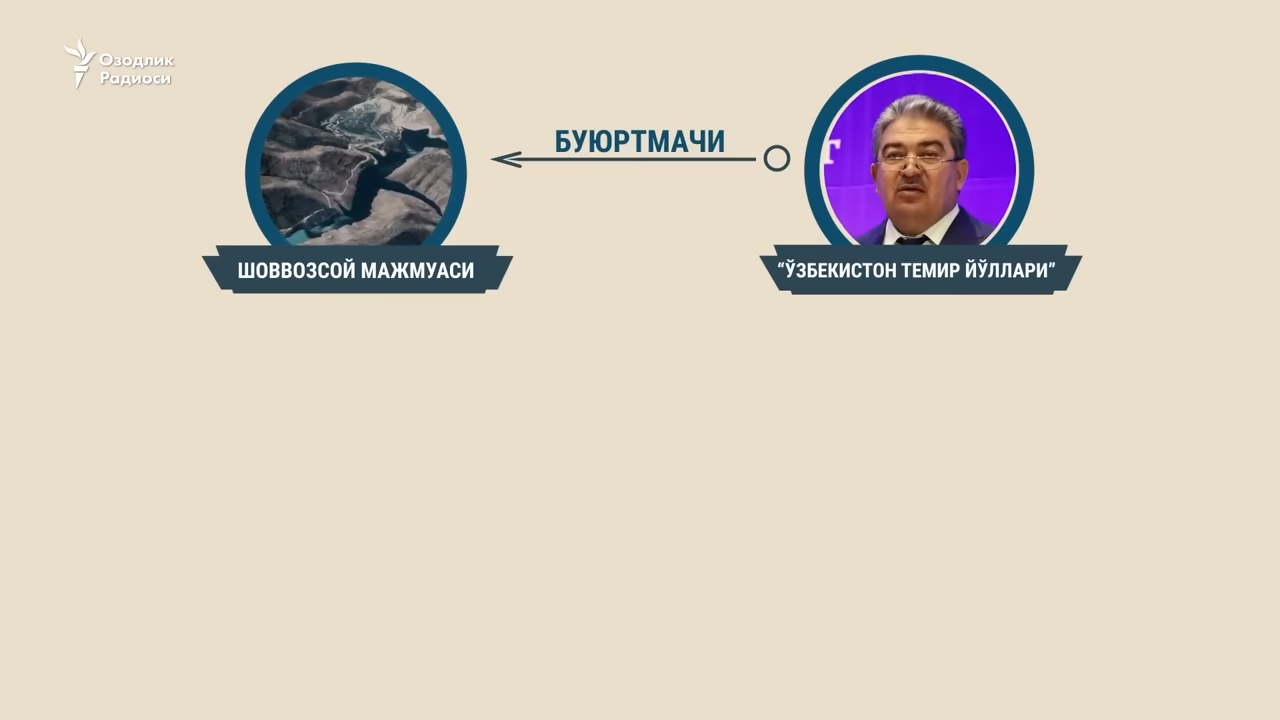 Озодлик
Радиоси
БУЮРТМАЧИ
ШОВВОЗСОЙ МАЖМУАСИ
“ЎЗБЕКИСТОН ТЕМИР ЙЎЛЛАРИ”
Т